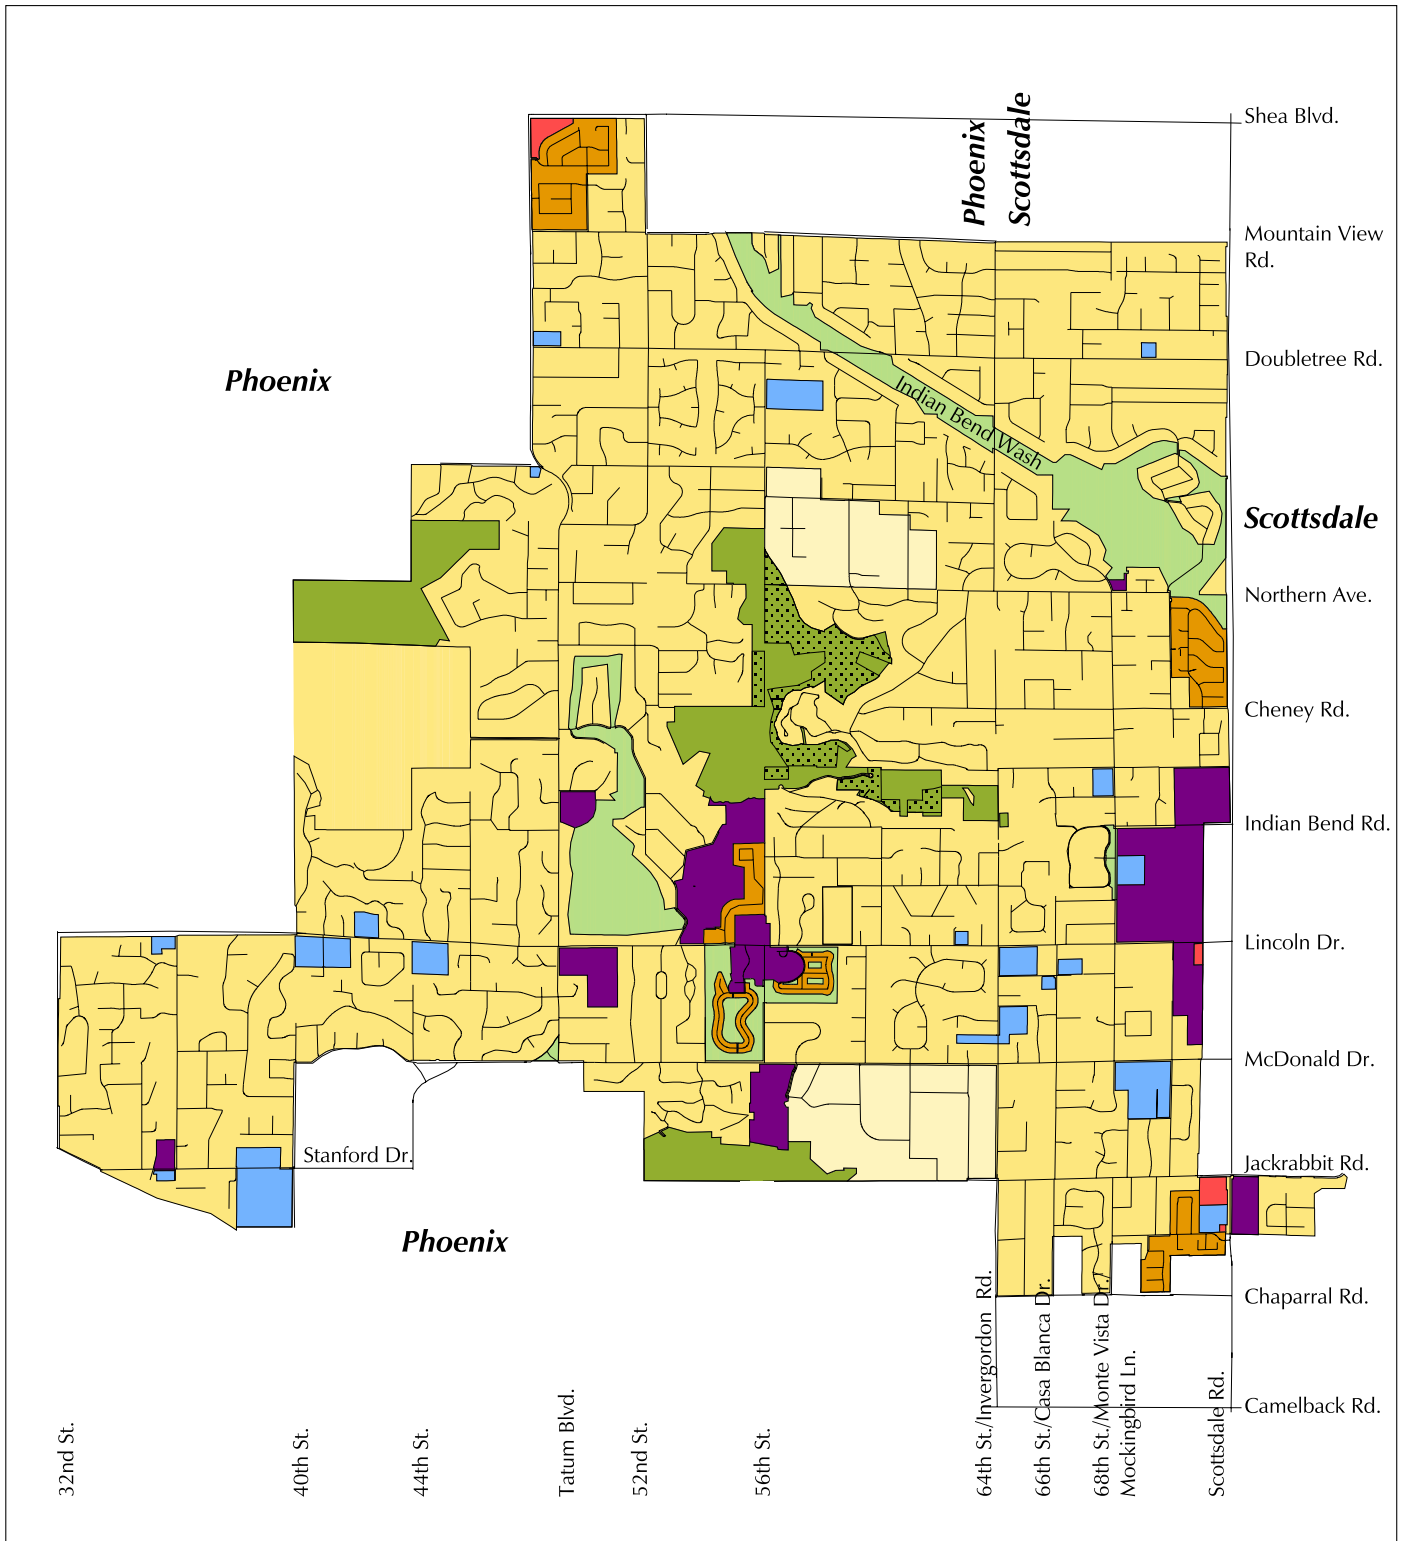 Shea Blvd.
Phoenix
Scottsdale
Mountain View
Rd.
Doubletree Rd.
Phoenix
Indian Bend Wash
Scottsdale
Northern Ave.
Cheney Rd.
Indian Bend Rd.
Lincoln Dr.
McDonald Dr.
Stanford Dr.
Jackrabbit Rd.
Phoenix
Chaparral Rd.
Camelback Rd.
32nd St.
40th St.
44th St.
Tatum Blvd.
52nd St.
56th St.
64th St./Invergordon Rd.
66th St./Casa Blanca Dr.
68th St./Monte Vista Dr.
Mockingbird Ln.
Scottsdale Rd.